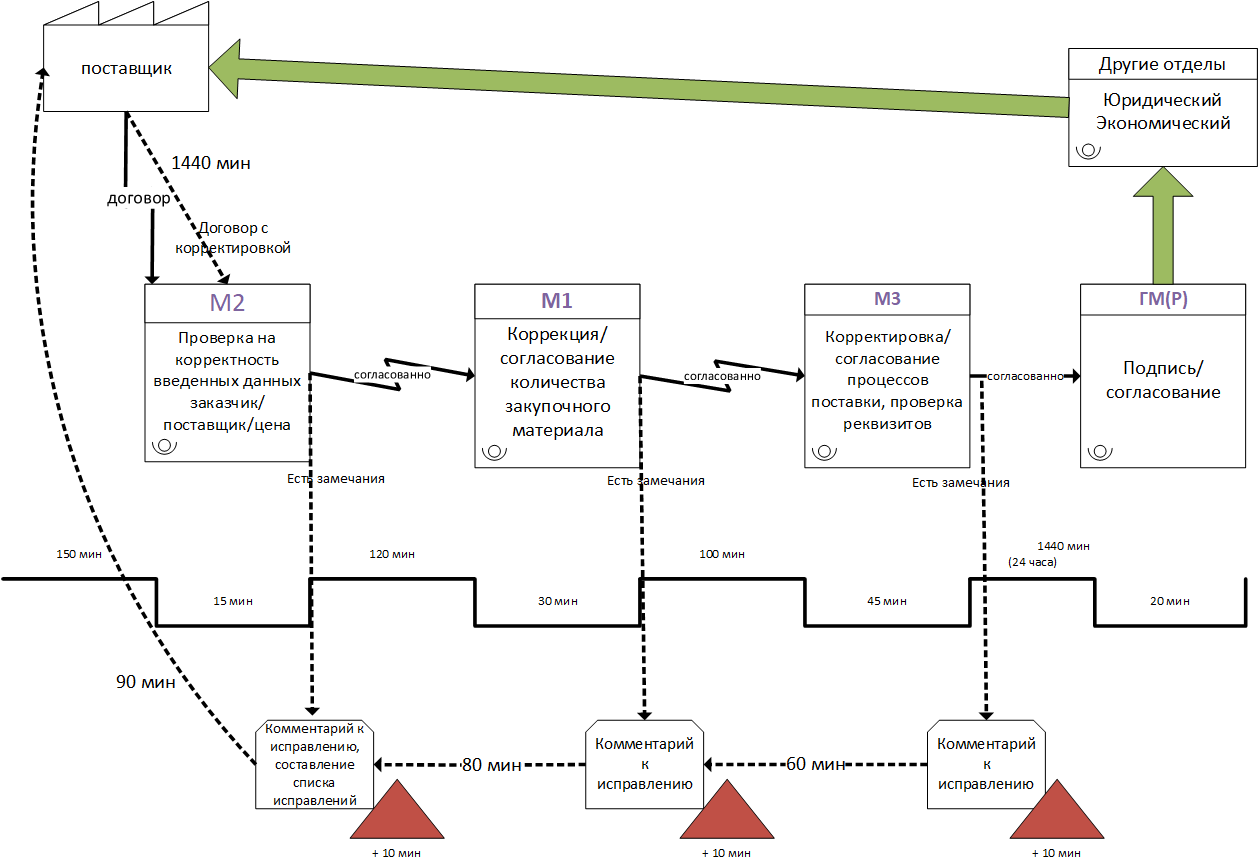 поставщик
Другие отделы
Юридический
Экономический
1440 мин
договор
Договор с
корректировкой
М2
Проверка на
корректность
введенных данных
заказчик/
поставщик/цена
согласованно
М1
Коррекция/
согласование
количества
закупочного
материала
согласованно
М3
Корректировка/
согласование
процессов
поставки, проверка
реквизитов
согласованно
ГМ(Р)
Подпись/
согласование
Есть замечания
Есть замечания
Есть замечания
150 мин
120 мин
100 мин
1440 мин
(24 часа)
15 мин
30 мин
45 мин
20 мин
90 мин
Комментарий к
исправлению,
составление
списка
исправлений
80 мин
Комментарий
к
исправлению
60 мин
Комментарий
к
исправлению
+ 10 мин
+ 10 мин
+ 10 мин